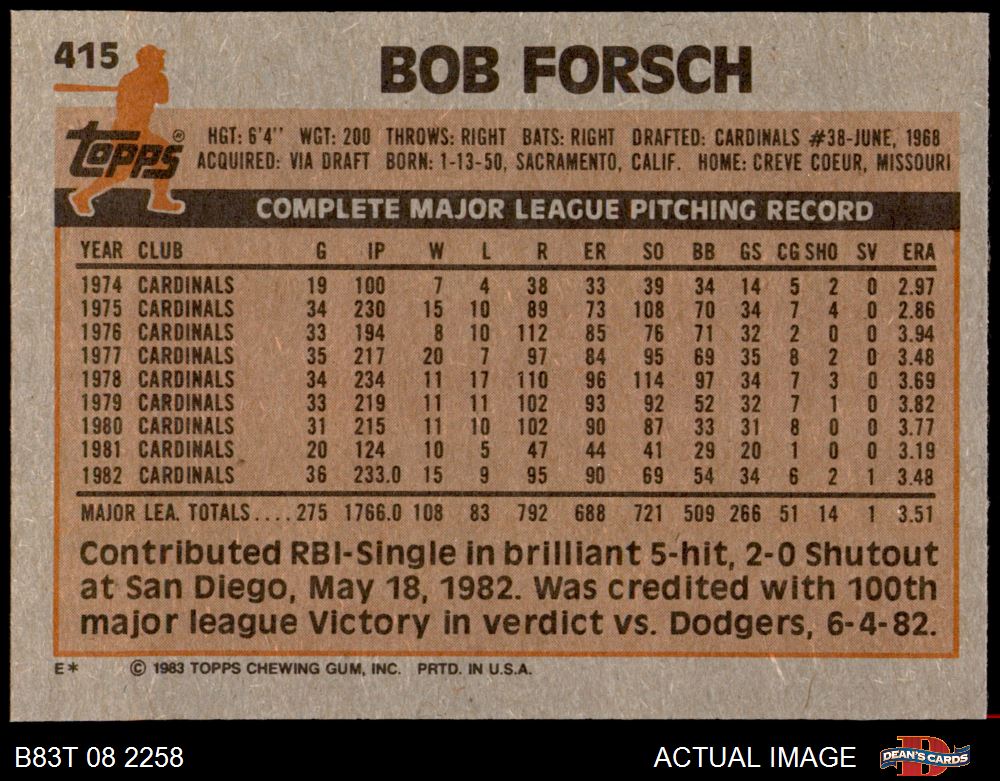 415
BOB FORSCH
topps®
HGT: 6'4" WGT: 200 THROWS: RIGHT BATS: RIGHT DRAFTED: CARDINALS #38-JUNE, 1968
ACQUIRED: VIA DRAFT BORN: 1-13-50, SACRAMENTO, CALIF. HOME: CREVE COEUR, MISSOURI
COMPLETE MAJOR LEAGUE PITCHING RECORD
YEAR CLUB G IP W L R ER SO BB GS CG SHO SV ERA
1974 CARDINALS 19 100 7 4 38 33 39 34 14 5 2 0 2.97
1975 CARDINALS 34 230 15 10 89 73 108 70 34 7 4 0 2.86
1976 CARDINALS 33 194 8 10 112 85 76 71 32 2 0 0 3.94
1977 CARDINALS 35 217 20 7 97 84 95 69 35 8 2 0 3.48
1978 CARDINALS 34 234 11 17 110 96 114 97 34 7 3 0 3.69
1979 CARDINALS 33 219 11 11 102 93 92 52 32 7 1 0 3.82
1980 CARDINALS 31 215 11 10 102 90 87 33 31 8 0 0 3.77
1981 CARDINALS 20 124 10 5 47 44 41 29 20 1 0 0 3.19
1982 CARDINALS 36 233.0 15 9 95 90 69 54 34 6 2 1 3.48
MAJOR LEA. TOTALS.... 275 1766.0 108 83 792 688 721 509 266 51 14 1 3.51
Contributed RBI-Single in brilliant 5-hit, 2-0 Shutout
at San Diego, May 18, 1982. Was credited with 100th
major league Victory in verdict vs. Dodgers, 6-4-82.
E* © 1983 TOPPS CHEWING GUM, INC. PRTD. IN U.S.A.
B83T 08 2258 ACTUAL IMAGE DEAN'S CARDS